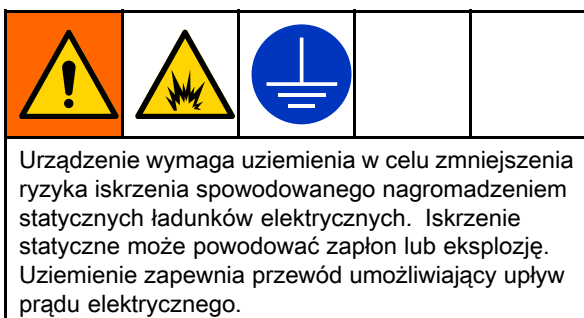 Urządzenie wymaga uziemienia w celu zmniejszenia
ryzyka iskrzenia spowodowanego nagromadzeniem
statycznych ładunków elektrycznych. Iskrzenie
statyczne może powodować zapłon lub eksplozję.
Uziemienie zapewnia przewód umożliwiający upływ
prądu elektrycznego.